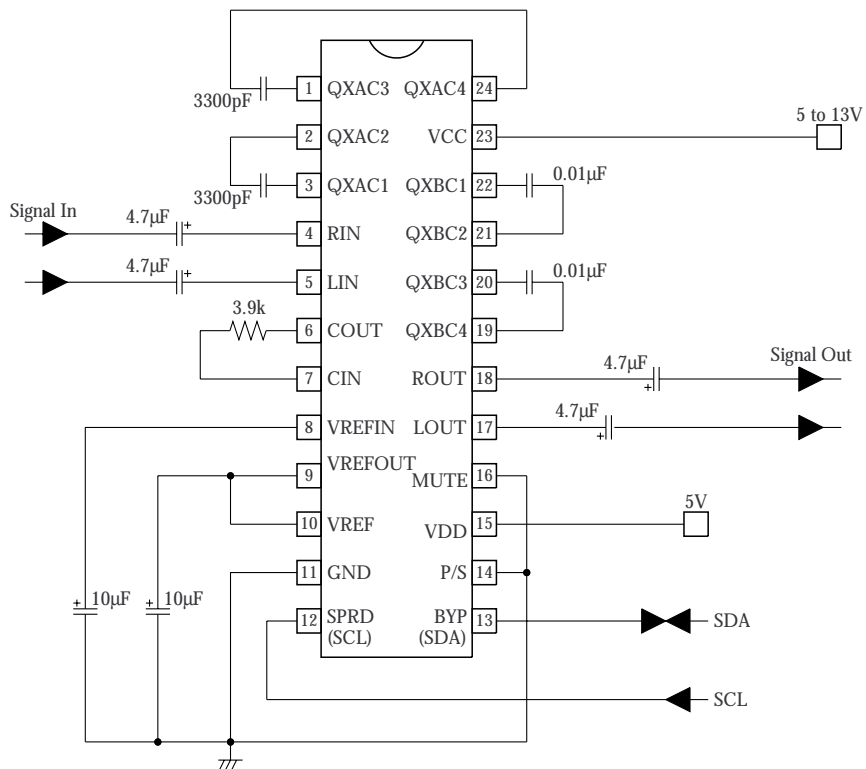 1 QXAC3 QXAC4 24
3300pF
5 to 13V
2 QXAC2 VCC 23
0.01µF
3 QXAC1 QXBC1 22
3300pF
Signal In
4.7µF
+
4 RIN QXBC2 21
4.7µF
+
5 LIN QXBC3 20
0.01µF
3.9k
6 COUT QXBC4 19
Signal Out
4.7µF
7 CIN ROUT 18
+
4.7µF
8 VREFIN LOUT 17
+
9 VREFOUT MUTE 16
5V
10 VREF VDD 15
11 GND P/S 14
+ 10µF + 10µF
12 SPRD BYP 13 SDA
(SCL) (SDA)
SCL